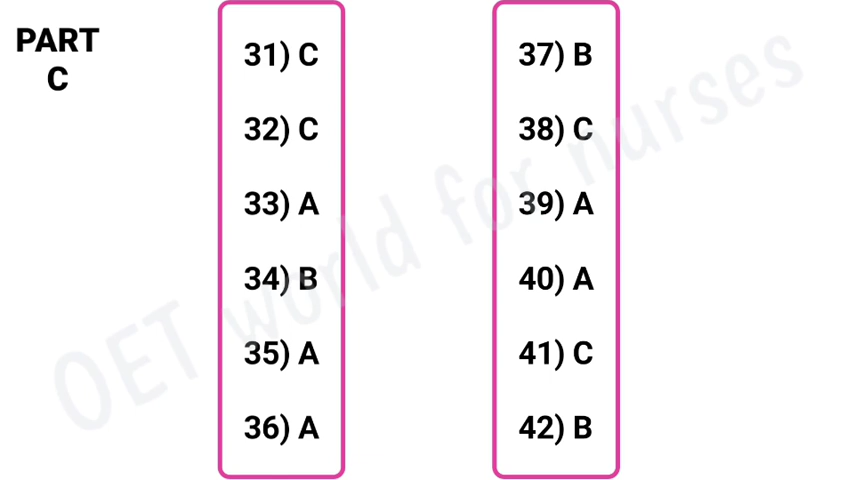 PART
C
31) C
32) C
33) A
34) B
35) A
36) A
37) B
38) C
39) A
40) A
41) C
42) B
OET world for nurses